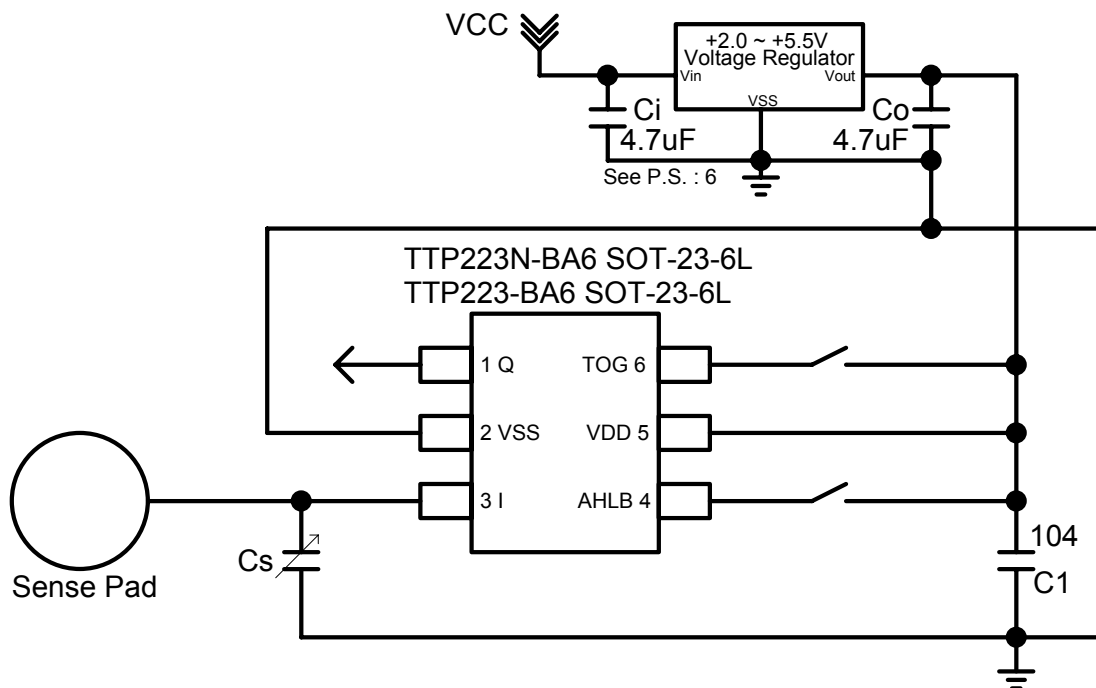 VCC
+2.0 ~ +5.5V
Voltage Regulator
Vin
Vout
VSS
Ci
4.7uF
Co
4.7uF
See P.S. : 6
TTP223N-BA6 SOT-23-6L
TTP223-BA6 SOT-23-6L
1 Q
TOG 6
2 VSS
VDD 5
3 I
AHLB 4
Cs
Sense Pad
104
C1